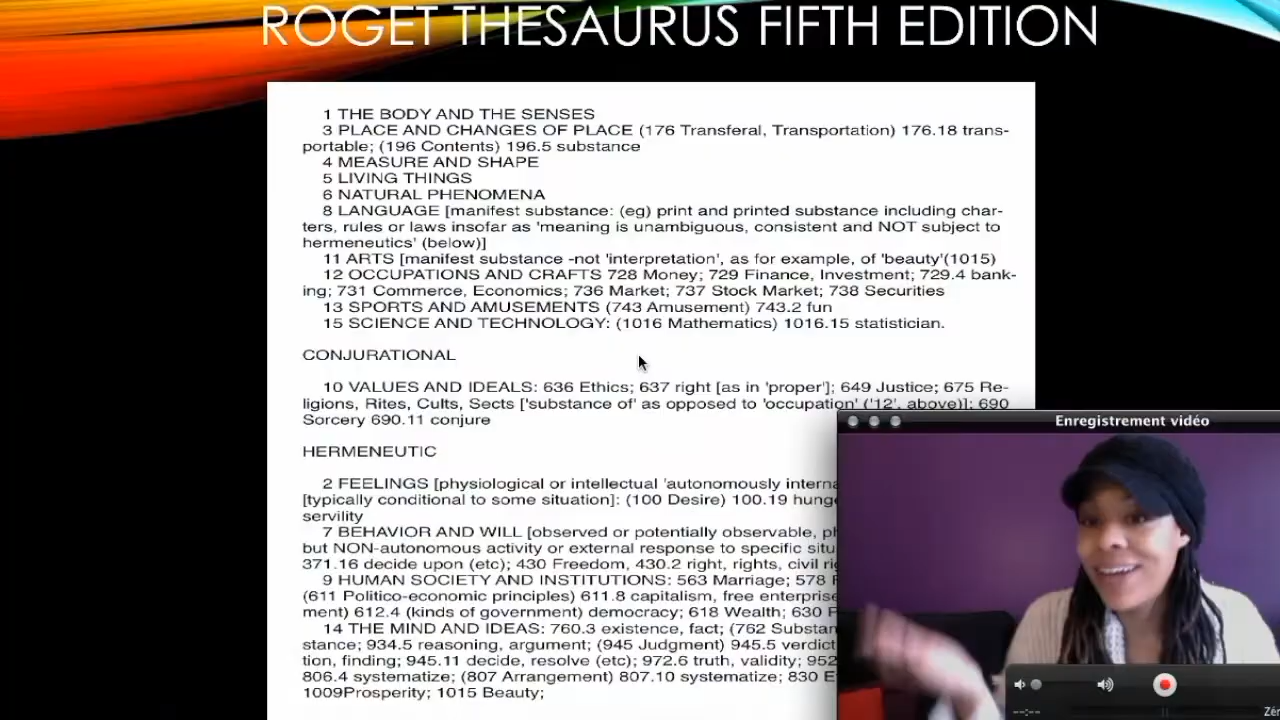 ROGET THESAURUS FIFTH EDITION
1 THE BODY AND THE SENSES
3 PLACE AND CHANGES OF PLACE (176 Transferal, Transportation) 176.18 trans-
portable; (196 Contents) 196.5 substance
4 MEASURE AND SHAPE
5 LIVING THINGS
6 NATURAL PHENOMENA
8 LANGUAGE [manifest substance: (eg) print and printed substance including char-
ters, rules or laws insofar as 'meaning is unambiguous, consistent and NOT subject to
hermeneutics' (below)]
11 ARTS [manifest substance -not 'interpretation', as for example, of 'beauty'(1015)
12 OCCUPATIONS AND CRAFTS 728 Money; 729 Finance, Investment; 729.4 bank-
ing; 731 Commerce, Economics; 736 Market; 737 Stock Market; 738 Securities
13 SPORTS AND AMUSEMENTS (743 Amusement) 743.2 fun
15 SCIENCE AND TECHNOLOGY: (1016 Mathematics) 1016.15 statistician.
CONJURATIONAL
10 VALUES AND IDEALS: 636 Ethics; 637 right [as in 'proper']; 649 Justice; 675 Re-
ligions, Rites, Cults, Sects ['substance of' as opposed to 'occupation' ('12', above)]; 690
Sorcery 690.11 conjure
Enregistrement vidéo
HERMENEUTIC
2 FEELINGS [physiological or intellectual 'autonomously interna
[typically conditional to some situation]: (100 Desire) 100.19 hunge
servility
7 BEHAVIOR AND WILL [observed or potentially observable, ph
but NON-autonomous activity or external response to specific situ
371.16 decide upon (etc); 430 Freedom, 430.2 right, rights, civil rig
9 HUMAN SOCIETY AND INSTITUTIONS: 563 Marriage; 578
(611 Politico-economic principles) 611.8 capitalism, free enterprise
ment) 612.4 (kinds of government) democracy; 618 Wealth; 630
14 THE MIND AND IDEAS: 760.3 existence, fact; (762 Substan
stance; 934.5 reasoning, argument; (945 Judgment) 945.5 verdict
tion, finding; 945.11 decide, resolve (etc); 972.6 truth, validity; 952
806.4 systematize; (807 Arrangement) 807.10 systematize; 830 E
1009Prosperity; 1015 Beauty;
--:--
Zér